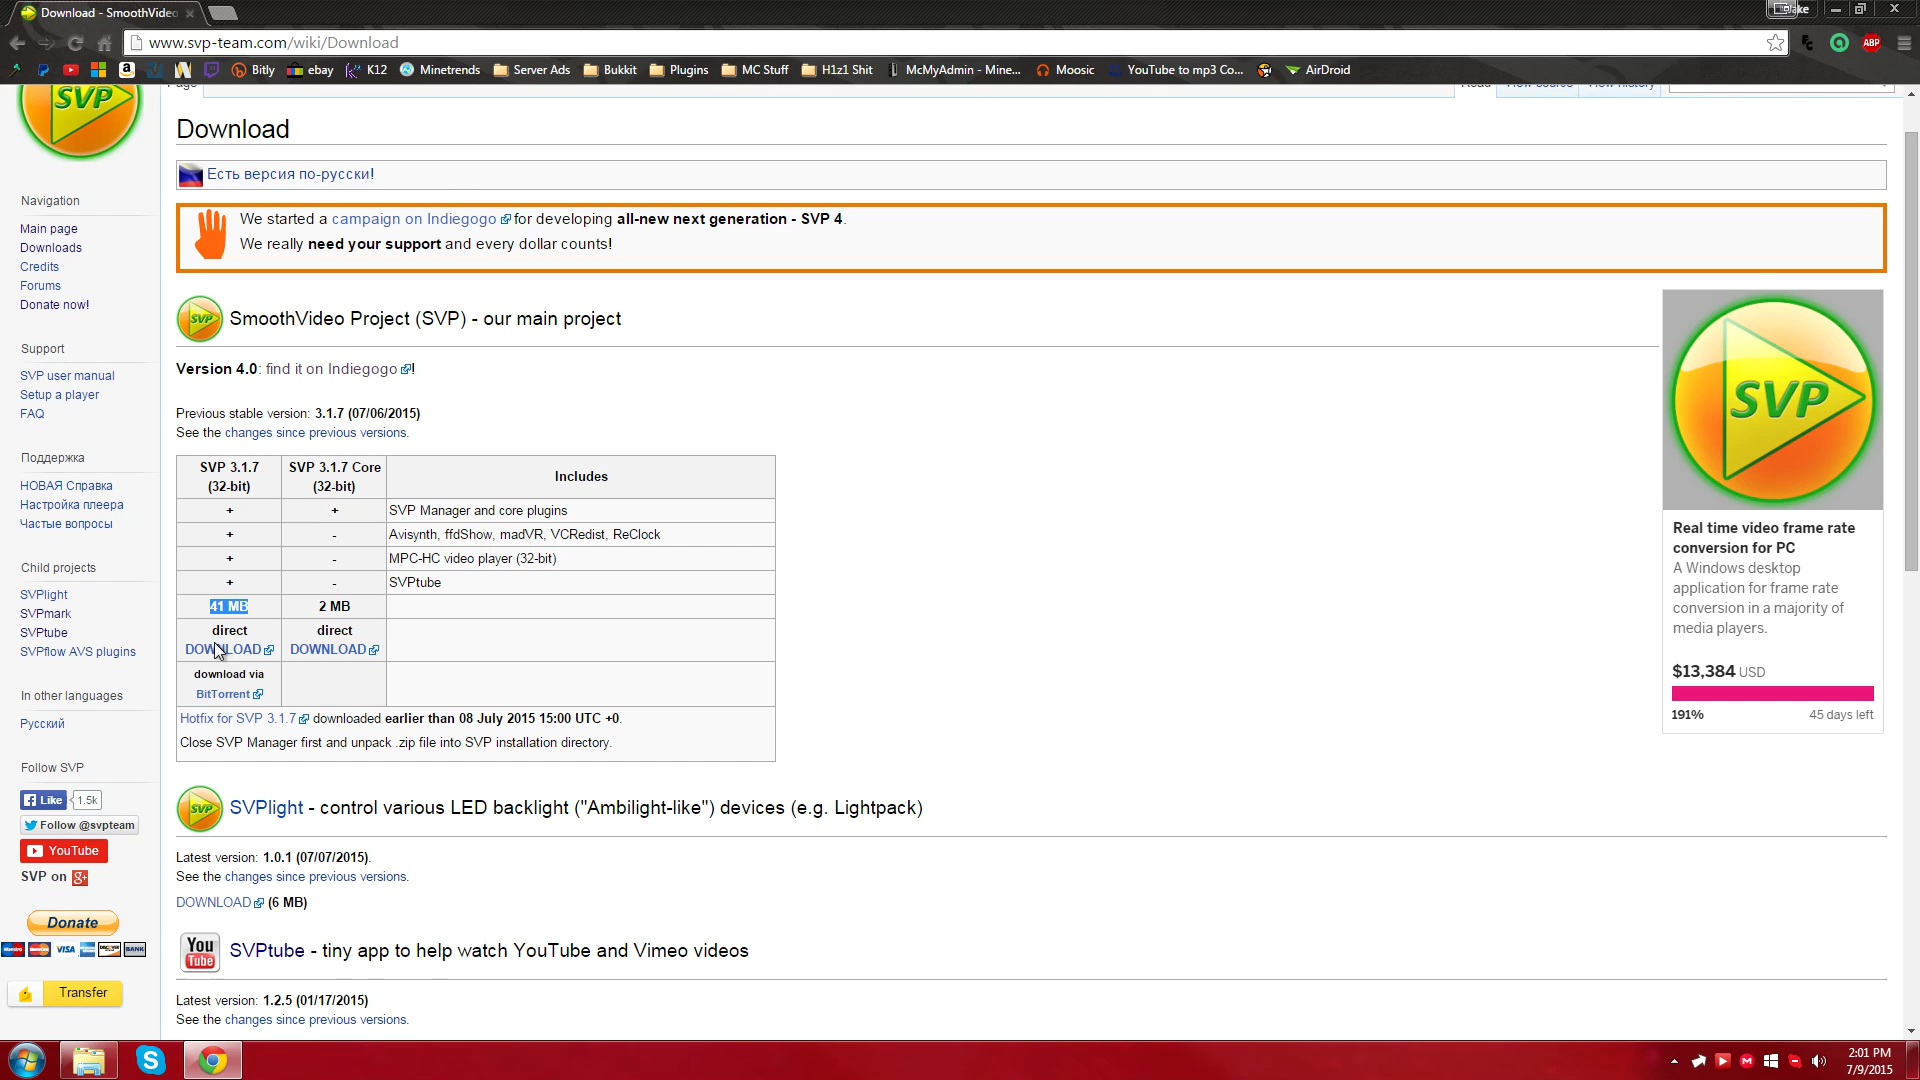 Download - SmoothVideo
www.svp-team.com/wiki/Download
Bitly ebay K12 Minetrends Server Ads Bukkit Plugins MC Stuff H1z1 Shit McMyAdmin - Mine... Moosic YouTube to mp3 Co... AirDroid
ABP
SVP
Page
Read View source View history
Download
Есть версия по-русски!
We started a campaign on Indiegogo for developing all-new next generation - SVP 4.
We really need your support and every dollar counts!
Navigation
Main page
Downloads
Credits
Forums
Donate now!
Support
SVP user manual
Setup a player
FAQ
Поддержка
НОВАЯ Справка
Настройка плеера
Частые вопросы
Child projects
SVPlight
SVPmark
SVPtube
SVPflow AVS plugins
In other languages
Русский
Follow SVP
Like 1.5k
Follow @svpteam
YouTube
SVP on g+
Donate
VISA
BANK
Transfer
SVP SmoothVideo Project (SVP) - our main project
Version 4.0: find it on Indiegogo!
Previous stable version: 3.1.7 (07/06/2015)
See the changes since previous versions.
SVP 3.1.7 (32-bit) SVP 3.1.7 Core (32-bit) Includes
+ + SVP Manager and core plugins
+ - Avisynth, ffdShow, madVR, VCRedist, ReClock
+ - MPC-HC video player (32-bit)
+ - SVPtube
41 MB 2 MB
direct direct
DOWNLOAD DOWNLOAD
download via
BitTorrent
Hotfix for SVP 3.1.7 downloaded earlier than 08 July 2015 15:00 UTC +0.
Close SVP Manager first and unpack .zip file into SVP installation directory.
SVP
Real time video frame rate
conversion for PC
A Windows desktop
application for frame rate
conversion in a majority of
media players.
$13,384 USD
191% 45 days left
SVP SVPlight - control various LED backlight ("Ambilight-like") devices (e.g. Lightpack)
Latest version: 1.0.1 (07/07/2015).
See the changes since previous versions.
DOWNLOAD (6 MB)
You Tube SVPtube - tiny app to help watch YouTube and Vimeo videos
Latest version: 1.2.5 (01/17/2015)
See the changes since previous versions.
2:01 PM
7/9/2015